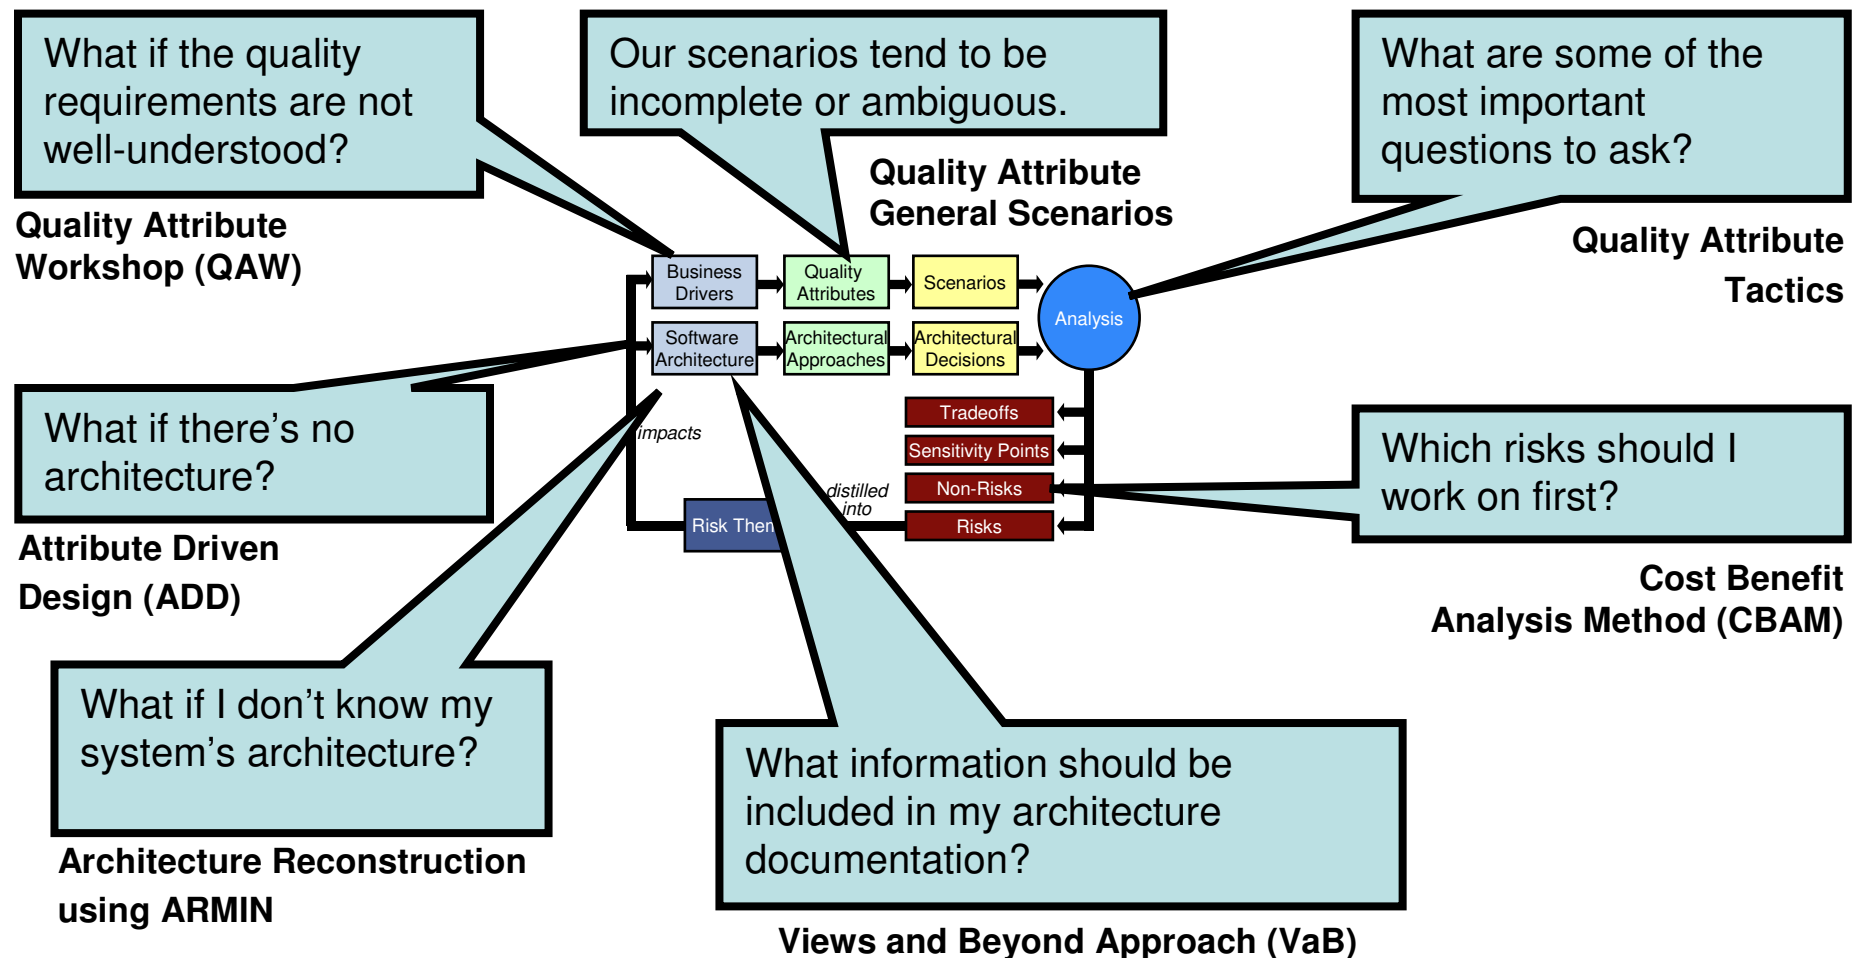 What if the quality
requirements are not
well-understood?
Quality Attribute
Workshop (QAW)
Our scenarios tend to be
incomplete or ambiguous.
Quality Attribute
General Scenarios
What are some of the
most important
questions to ask?
Quality Attribute
Tactics
Business
Drivers
Quality
Attributes
Scenarios
Analysis
Software
Architecture
Architectural
Approaches
Architectural
Decisions
What if there's no
architecture?
Attribute Driven
Design (ADD)
impacts
Tradeoffs
Sensitivity Points
Non-Risks
Risks
distilled
into
Risk Them
Which risks should I
work on first?
Cost Benefit
Analysis Method (CBAM)
What if I don't know my
system's architecture?
Architecture Reconstruction
using ARMIN
What information should be
included in my architecture
documentation?
Views and Beyond Approach (VaB)